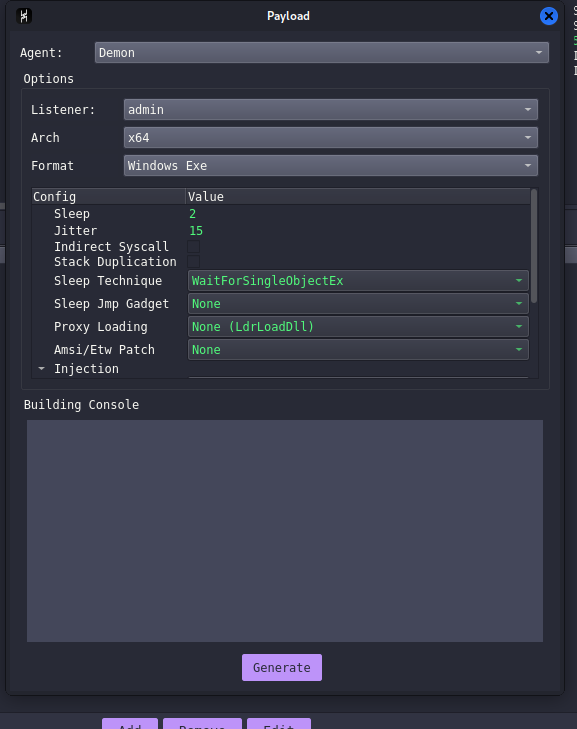 Payload
Agent: Demon
Options
Listener: admin
Arch x64
Format Windows Exe
Config Value
Sleep 2
Jitter 15
Indirect Syscall
Stack Duplication
Sleep Technique WaitForSingleObjectEx
Sleep Jmp Gadget None
Proxy Loading None (LdrLoadDll)
Amsi/Etw Patch None
Injection
Building Console
Generate
Add Remove Edit